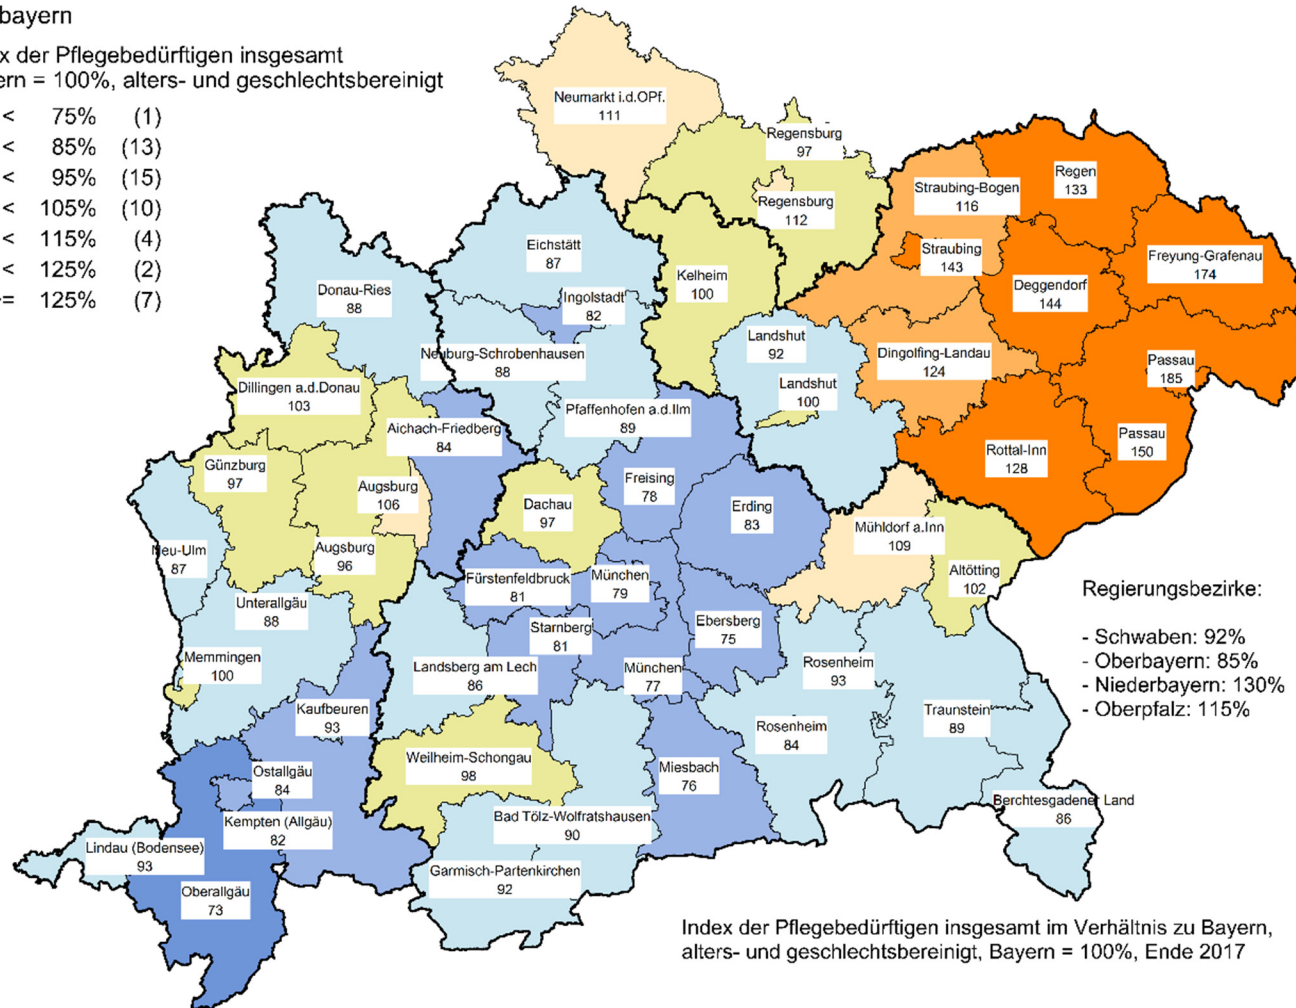 bayern
x der Pflegebedürftigen insgesamt
ern = 100%, alters- und geschlechtsbereinigt
< 75% (1)
< 85% (13)
< 95% (15)
< 105% (10)
< 115% (4)
< 125% (2)
= 125% (7)
Neumarkt i.d.OPf.
111
Regensburg
97
Regensburg
112
Straubing-Bogen
116
Regen
133
Straubing
143
Freyung-Grafenau
174
Deggendorf
144
Eichstätt
87
Kelheim
100
Donau-Ries
88
Ingolstadt
82
Neuburg-Schrobenhausen
88
Landshut
92
Dingolfing-Landau
124
Passau
185
Landshut
100
Dillingen a.d.Donau
103
Pfaffenhofen a.d.Ilm
89
Aichach-Friedberg
84
Passau
150
Rottal-Inn
128
Günzburg
97
Augsburg
106
Freising
78
Dachau
97
Erding
83
Mühldorf a.Inn
109
Neu-Ulm
87
Augsburg
96
Altötting
102
Fürstenfeldbruck
81
München
79
Unterallgäu
88
Starnberg
81
Ebersberg
75
Memmingen
100
Landsberg am Lech
86
München
77
Rosenheim
93
Kaufbeuren
93
Traunstein
89
Rosenheim
84
Weilheim-Schongau
98
Miesbach
76
Ostallgäu
84
Berchtesgadener Land
86
Kempten (Allgäu)
82
Bad Tölz-Wolfratshausen
90
Lindau (Bodensee)
93
Garmisch-Partenkirchen
92
Oberallgäu
73
Regierungsbezirke:
- Schwaben: 92%
- Oberbayern: 85%
- Niederbayern: 130%
- Oberpfalz: 115%
Index der Pflegebedürftigen insgesamt im Verhältnis zu Bayern,
alters- und geschlechtsbereinigt, Bayern = 100%, Ende 2017